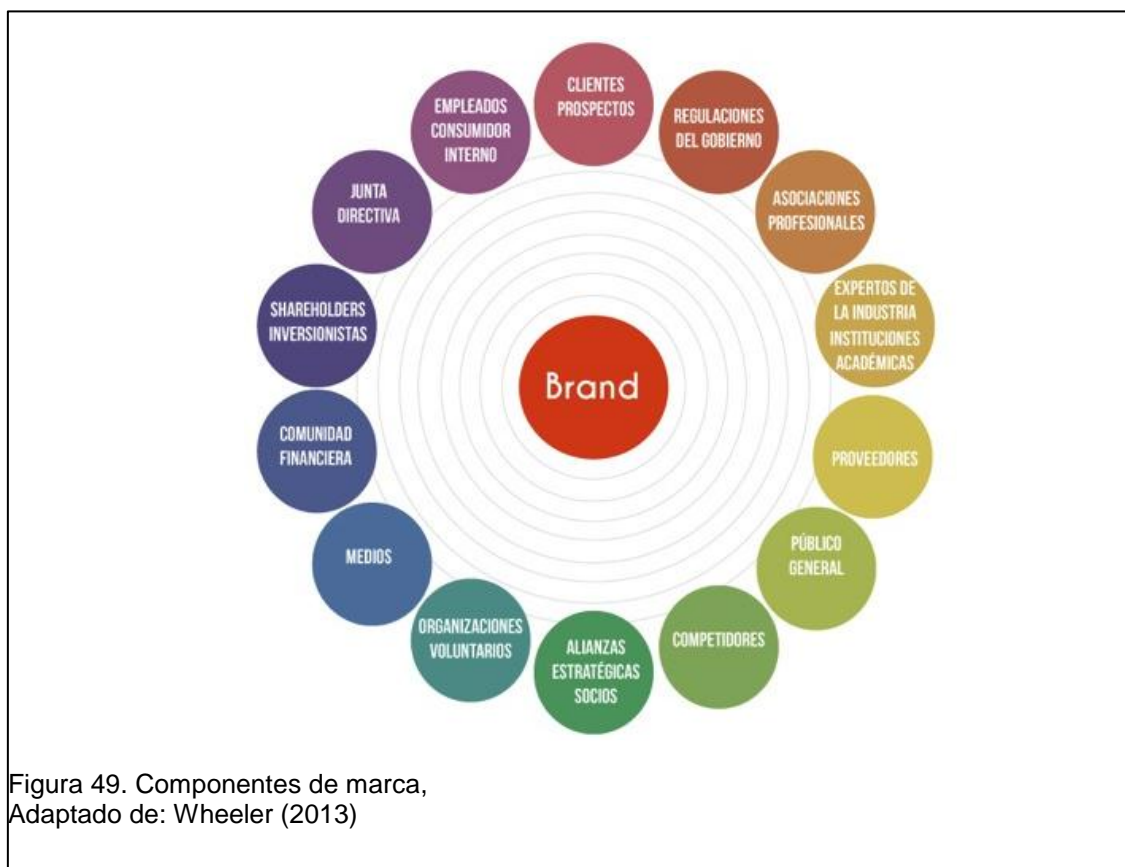 CLIENTES
PROSPECTOS
REGULACIONES
DEL GOBIERNO
ASOCIACIONES
PROFESIONALES
EXPERTOS DE
LA INDUSTRIA
INSTITUCIONES
ACADÉMICAS
PROVEEDORES
PÚBLICO
GENERAL
COMPETIDORES
ALIANZAS
ESTRATÉGICAS
SOCIOS
ORGANIZACIONES
VOLUNTARIOS
MEDIOS
COMUNIDAD
FINANCIERA
SHAREHOLDERS
INVERSIONISTAS
JUNTA
DIRECTIVA
EMPLEADOS
CONSUMIDOR
INTERNO
Brand
Figura 49. Componentes de marca,
Adaptado de: Wheeler (2013)